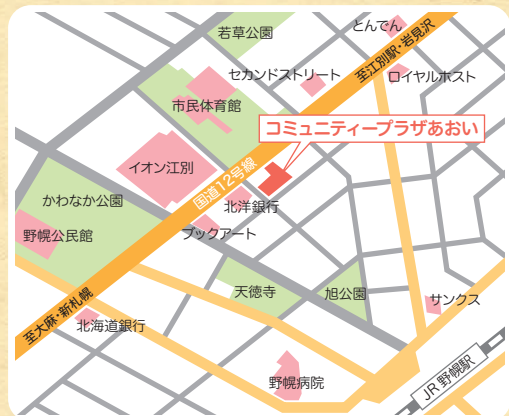 若草公園
とんでん
至江別駅・岩見沢
セカンドストリート
ロイヤルホスト
市民体育館
コミュニティープラザあおい
イオン江別
国道12号線
かわなか公園
北洋銀行
野幌公民館
ブックアート
天徳寺
旭公園
サンクス
至大麻・新札幌
北海道銀行
野幌病院
JR 野幌駅